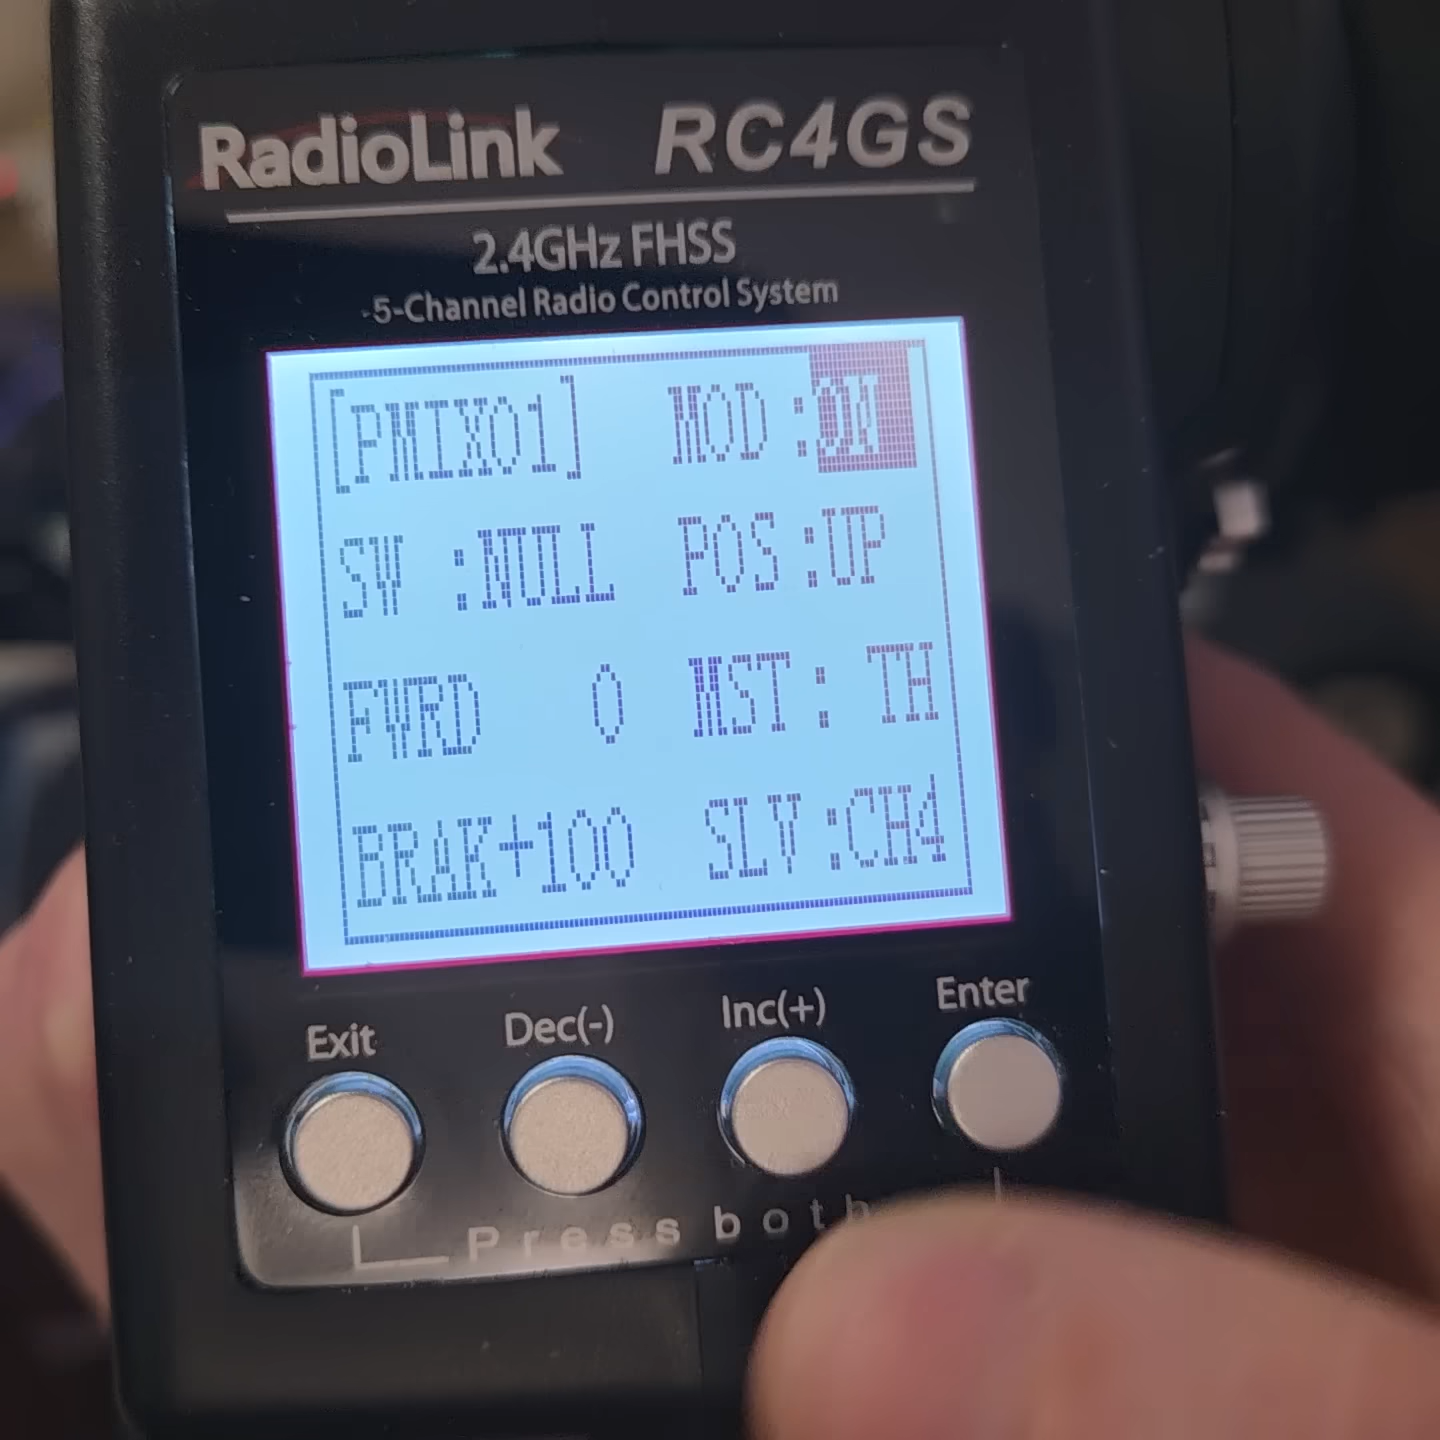 RadioLink RC4GS
2.4GHz FHSS
-5-Channel Radio Control System
[PMIX01] MOD:ON
SW :NULL POS:UP
FWRD 0 MST: TH
BRAK+100 SLV:CH4
Exit Dec(-) Inc(+) Enter
Press both